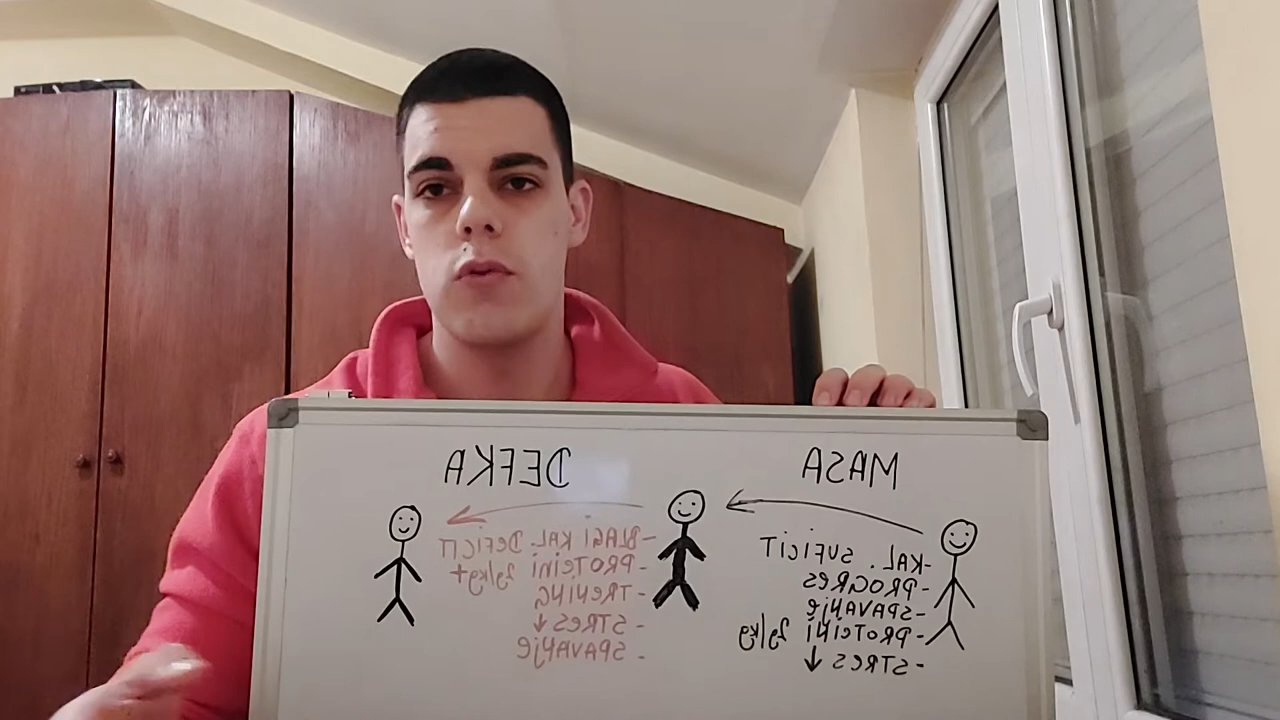 MASA
-KAL. SUFICIT
-PROGRES
-SPAVANJE
-PROTEINI 2g/kg
-STRES ↓
DEFKA
-BLAGI KAL. DEFICIT
-PROTEINI 2g/kg+
-TRENING
-STRES ↓
-SPAVANJE